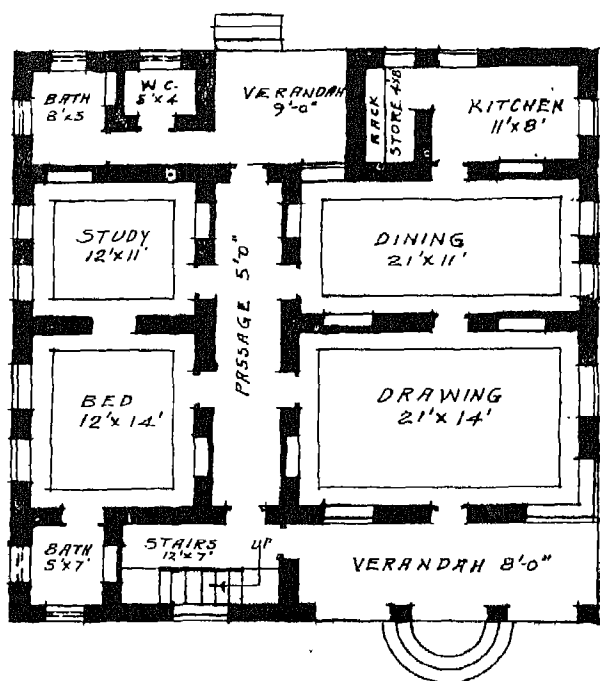 BATH
8'x5
W.C.
5'x4
VERANDAH
9'-0"
RACK
STORE 4'x8'
KITCHEN
11'x8'
STUDY
12'x11'
PASSAGE 5'0"
DINING
21'x11'
BED
12'x14'
DRAWING
21'x14'
BATH
5'x7'
STAIRS
12'x7'
UP
VERANDAH 8'-0"